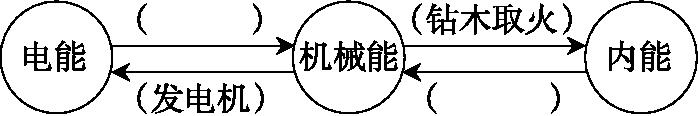 （　　　） （钻木取火）
电能 机械能 内能
（发电机） （　　　）